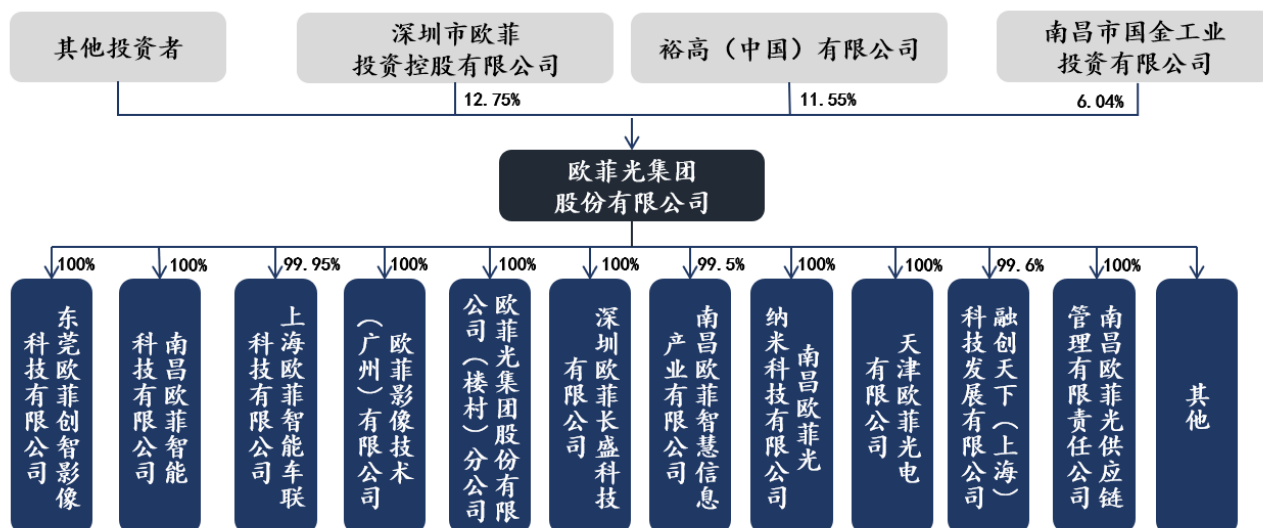 其他投资者
深圳市欧菲
投资控股有限公司
裕高（中国）有限公司
南昌市国金工业
投资有限公司
12.75%
11.55%
6.04%
欧菲光集团
股份有限公司
100%
100%
99.95%
100%
100%
100%
99.5%
100%
100%
99.6%
100%
东莞欧菲创智影像
科技有限公司
南昌欧菲智能
科技有限公司
上海欧菲智能车联
科技有限公司
欧菲影像技术
（广州）有限公司
欧菲光集团股份有限
公司（楼村）分公司
深圳欧菲长盛科技
有限公司
南昌欧菲智慧信息
产业有限公司
南昌欧菲光
纳米科技有限公司
天津欧菲光电
有限公司
融创天下（上海）
科技发展有限公司
南昌欧菲光供应链
管理有限责任公司
其他